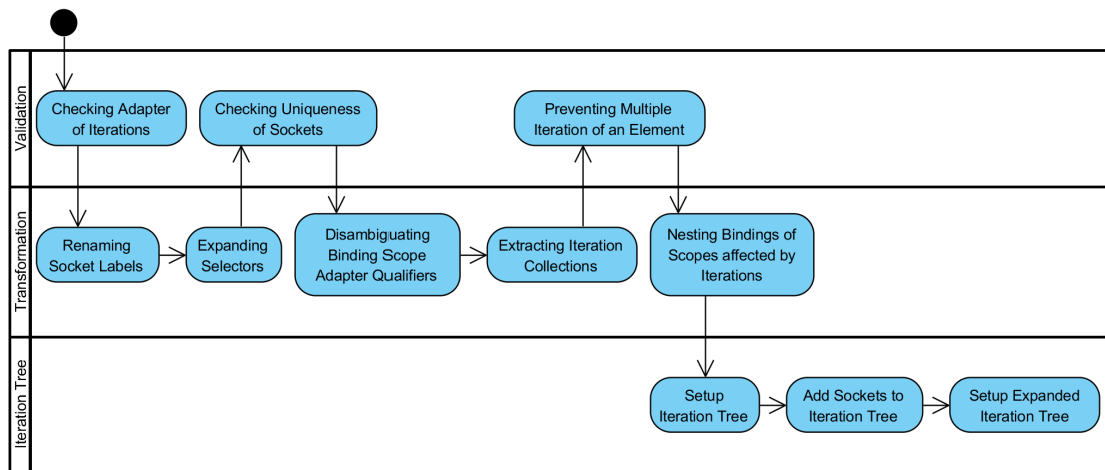 Validation
Checking Adapter
of Iterations
Checking Uniqueness
of Sockets
Preventing Multiple
Iteration of an Element
Transformation
Renaming
Socket Labels
Expanding
Selectors
Disambiguating
Binding Scope
Adapter Qualifiers
Extracting Iteration
Collections
Nesting Bindings of
Scopes affected by
Iterations
Iteration Tree
Setup
Iteration Tree
Add Sockets to
Iteration Tree
Setup Expanded
Iteration Tree